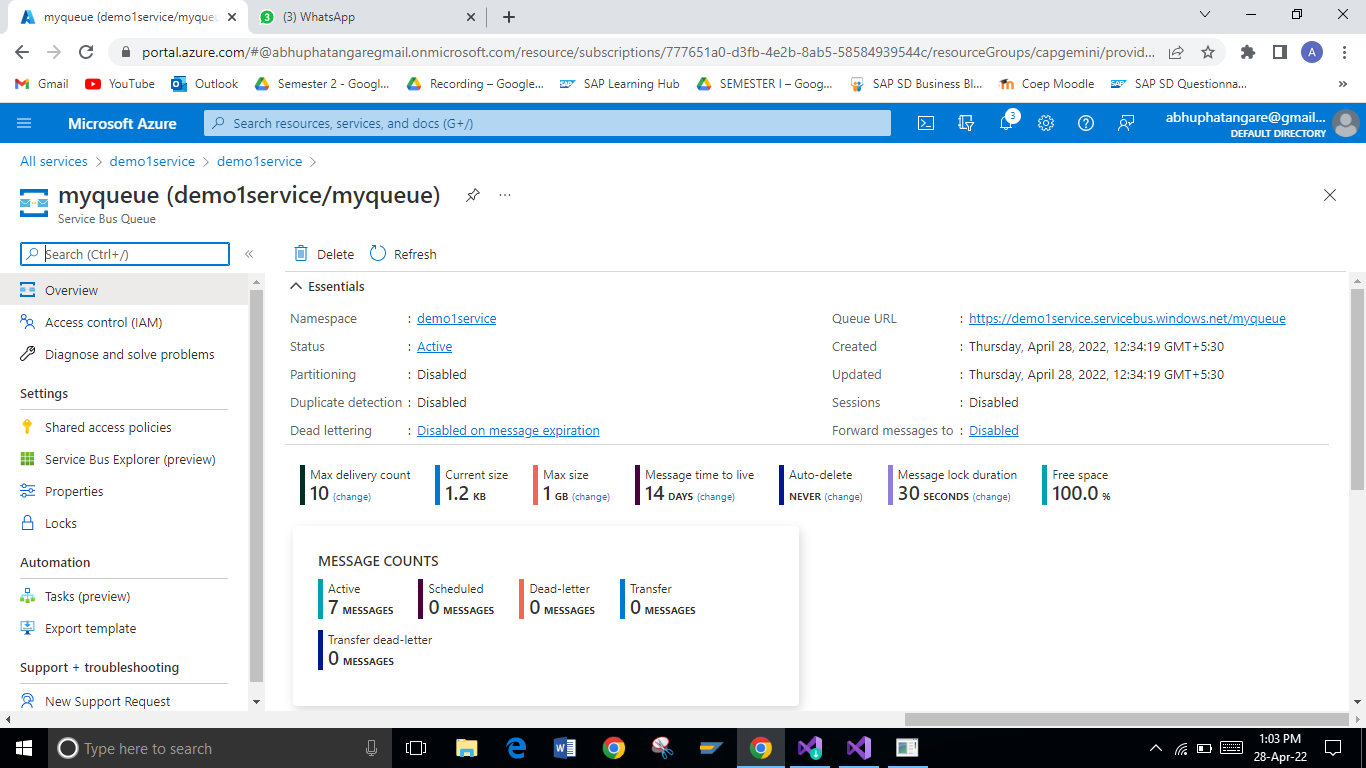 myqueue (demo1service/myqueue
3
(3) WhatsApp
portal.azure.com/#@abhuphatangaregmail.onmicrosoft.com/resource/subscriptions/777651a0-d3fb-4e2b-8ab5-58584939544c/resourceGroups/capgemini/provid...
A
Gmail YouTube Outlook Semester 2 - Googl... Recording – Google... SAP Learning Hub SEMESTER I – Goog... SAP SD Business Bl... Coep Moodle SAP SD Questionna... »
Microsoft Azure Search resources, services, and docs (G+/) 3 abhuphatangare@gmail...
DEFAULT DIRECTORY
All services > demo1service > demo1service >
myqueue (demo1service/myqueue) ...
Service Bus Queue
Search (Ctrl+/) «
Delete Refresh
Overview
Access control (IAM)
Diagnose and solve problems
Settings
Shared access policies
Service Bus Explorer (preview)
Properties
Locks
Automation
Tasks (preview)
Export template
Support + troubleshooting
New Support Request
Essentials
Namespace : demo1service
Status : Active
Partitioning : Disabled
Duplicate detection : Disabled
Dead lettering : Disabled on message expiration
Queue URL : https://demo1service.servicebus.windows.net/myqueue
Created : Thursday, April 28, 2022, 12:34:19 GMT+5:30
Updated : Thursday, April 28, 2022, 12:34:19 GMT+5:30
Sessions : Disabled
Forward messages to : Disabled
Max delivery count
10 (change)
Current size
1.2 KB
Max size
1 GB (change)
Message time to live
14 DAYS (change)
Auto-delete
NEVER (change)
Message lock duration
30 SECONDS (change)
Free space
100.0 %
MESSAGE COUNTS
Active
7 MESSAGES
Scheduled
0 MESSAGES
Dead-letter
0 MESSAGES
Transfer
0 MESSAGES
Transfer dead-letter
0 MESSAGES
Type here to search
1:03 PM
28-Apr-22